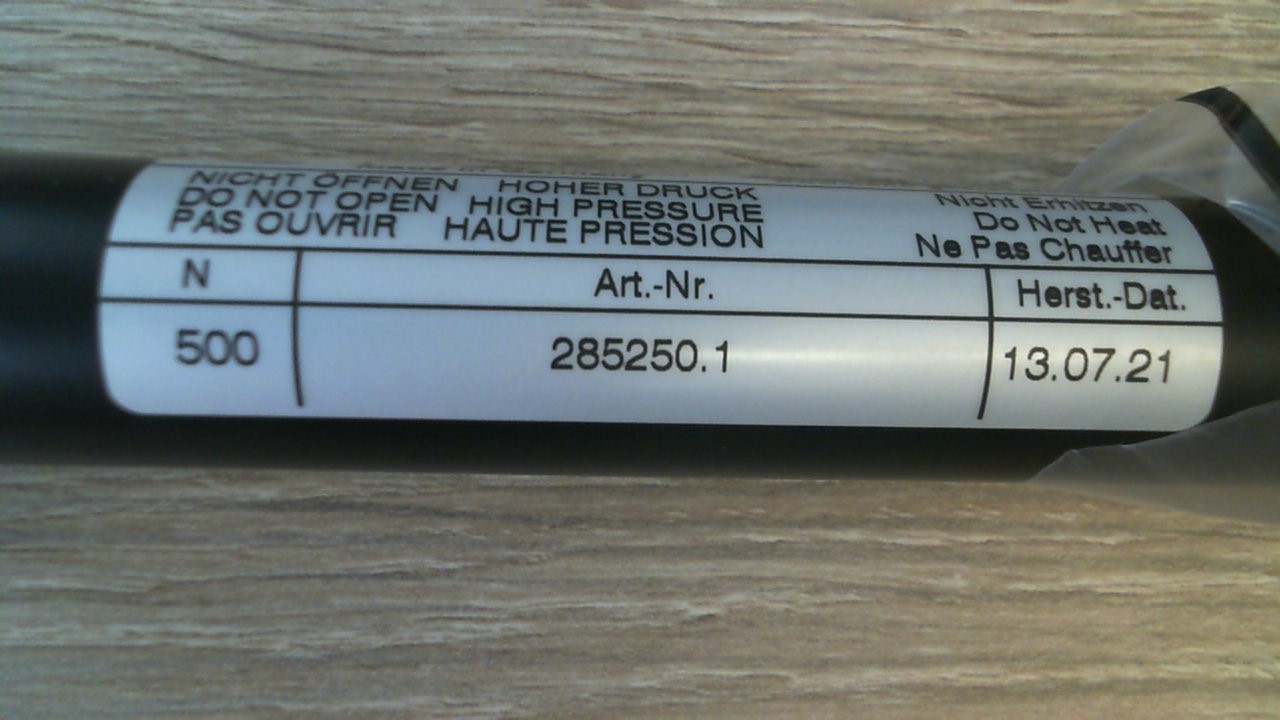 NICHT ÖFFNEN HOHER DRUCK Nicht Erhitzen
DO NOT OPEN HIGH PRESSURE Do Not Heat
PAS OUVRIR HAUTE PRESSION Ne Pas Chauffer
N Art.-Nr. Herst.-Dat.
500 285250.1 13.07.21